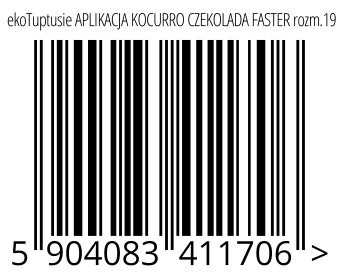 ekoTuptusie APLIKACJA KOCURRO CZEKOLADA FASTER rozm.19
5 904083 411706 >